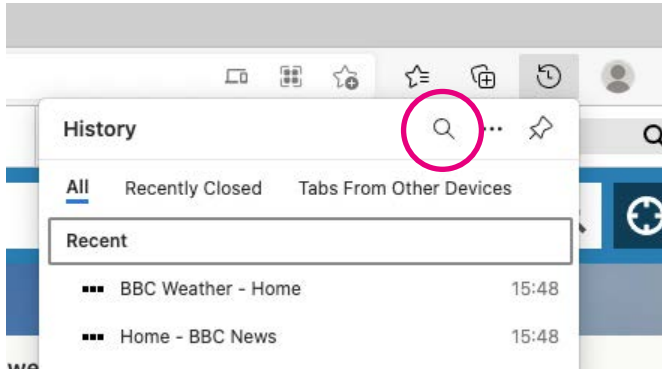 History
All Recently Closed Tabs From Other Devices
Recent
BBC Weather - Home 15:48
Home - BBC News 15:48
we